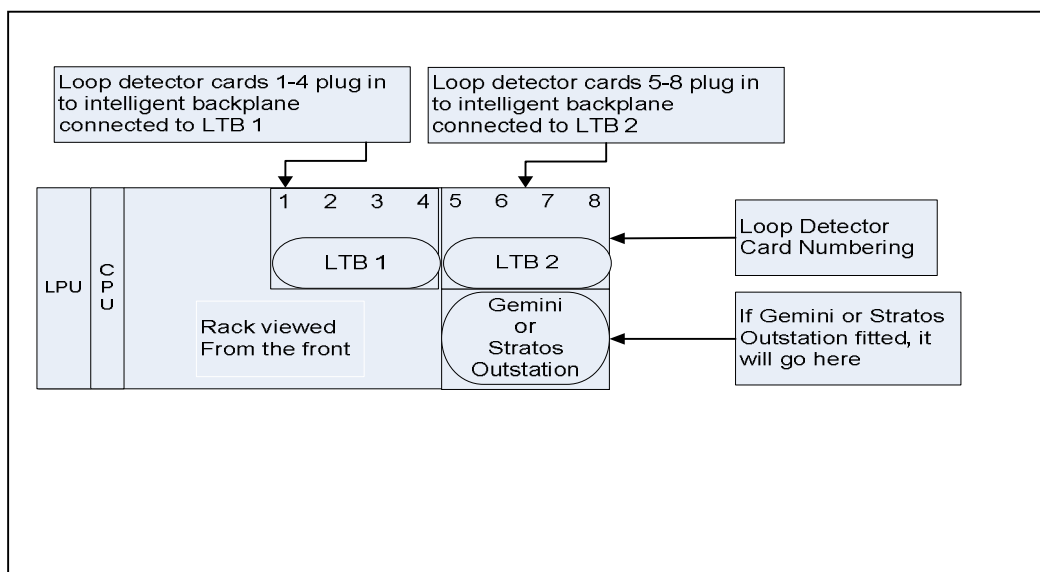 Loop detector cards 1-4 plug in
to intelligent backplane
connected to LTB 1
Loop detector cards 5-8 plug in
to intelligent backplane
connected to LTB 2
1 2 3 4 5 6 7 8
LTB 1
LTB 2
LPU
CPU
Rack viewed
From the front
Gemini
or
Stratos
Outstation
Loop Detector
Card Numbering
If Gemini or Stratos
Outstation fitted, it
will go here